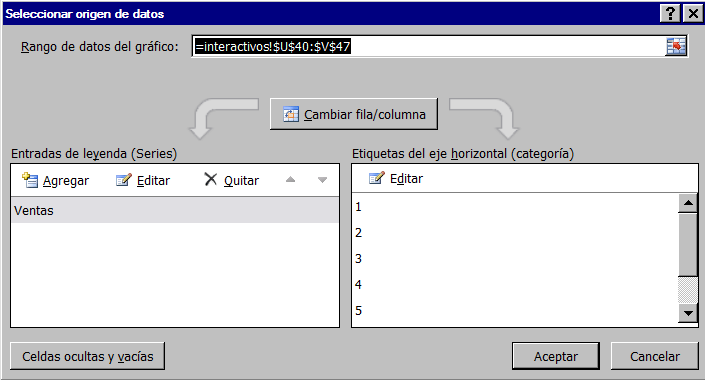 Seleccionar origen de datos
Rango de datos del gráfico: =interactivos!$U$40:$V$47
Cambiar fila/columna
Entradas de leyenda (Series)
Agregar Editar Quitar
Ventas
Etiquetas del eje horizontal (categoría)
Editar
1
2
3
4
5
Celdas ocultas y vacías
Aceptar Cancelar